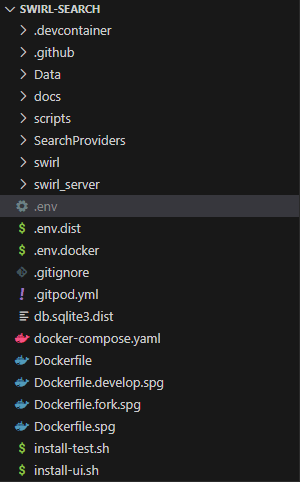 SWIRL-SEARCH
.devcontainer
.github
Data
docs
scripts
SearchProviders
swirl
swirl_server
.env
.env.dist
.env.docker
.gitignore
.gitpod.yml
db.sqlite3.dist
docker-compose.yaml
Dockerfile
Dockerfile.develop.spg
Dockerfile.fork.spg
Dockerfile.spg
install-test.sh
install-ui.sh